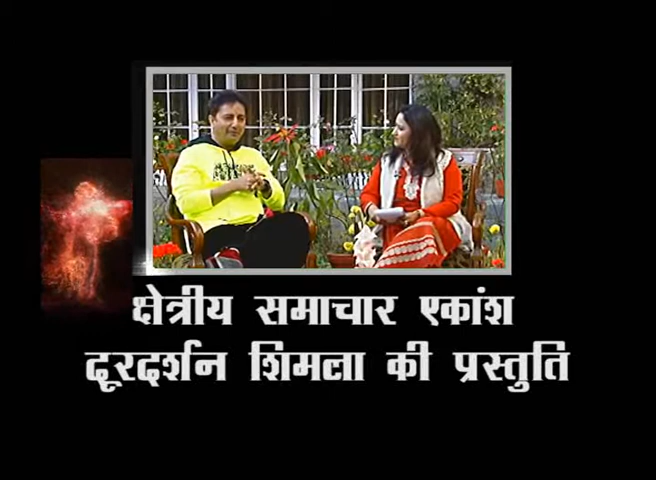 क्षेत्रीय समाचार एकांश
दूरदर्शन शिमला की प्रस्तुति